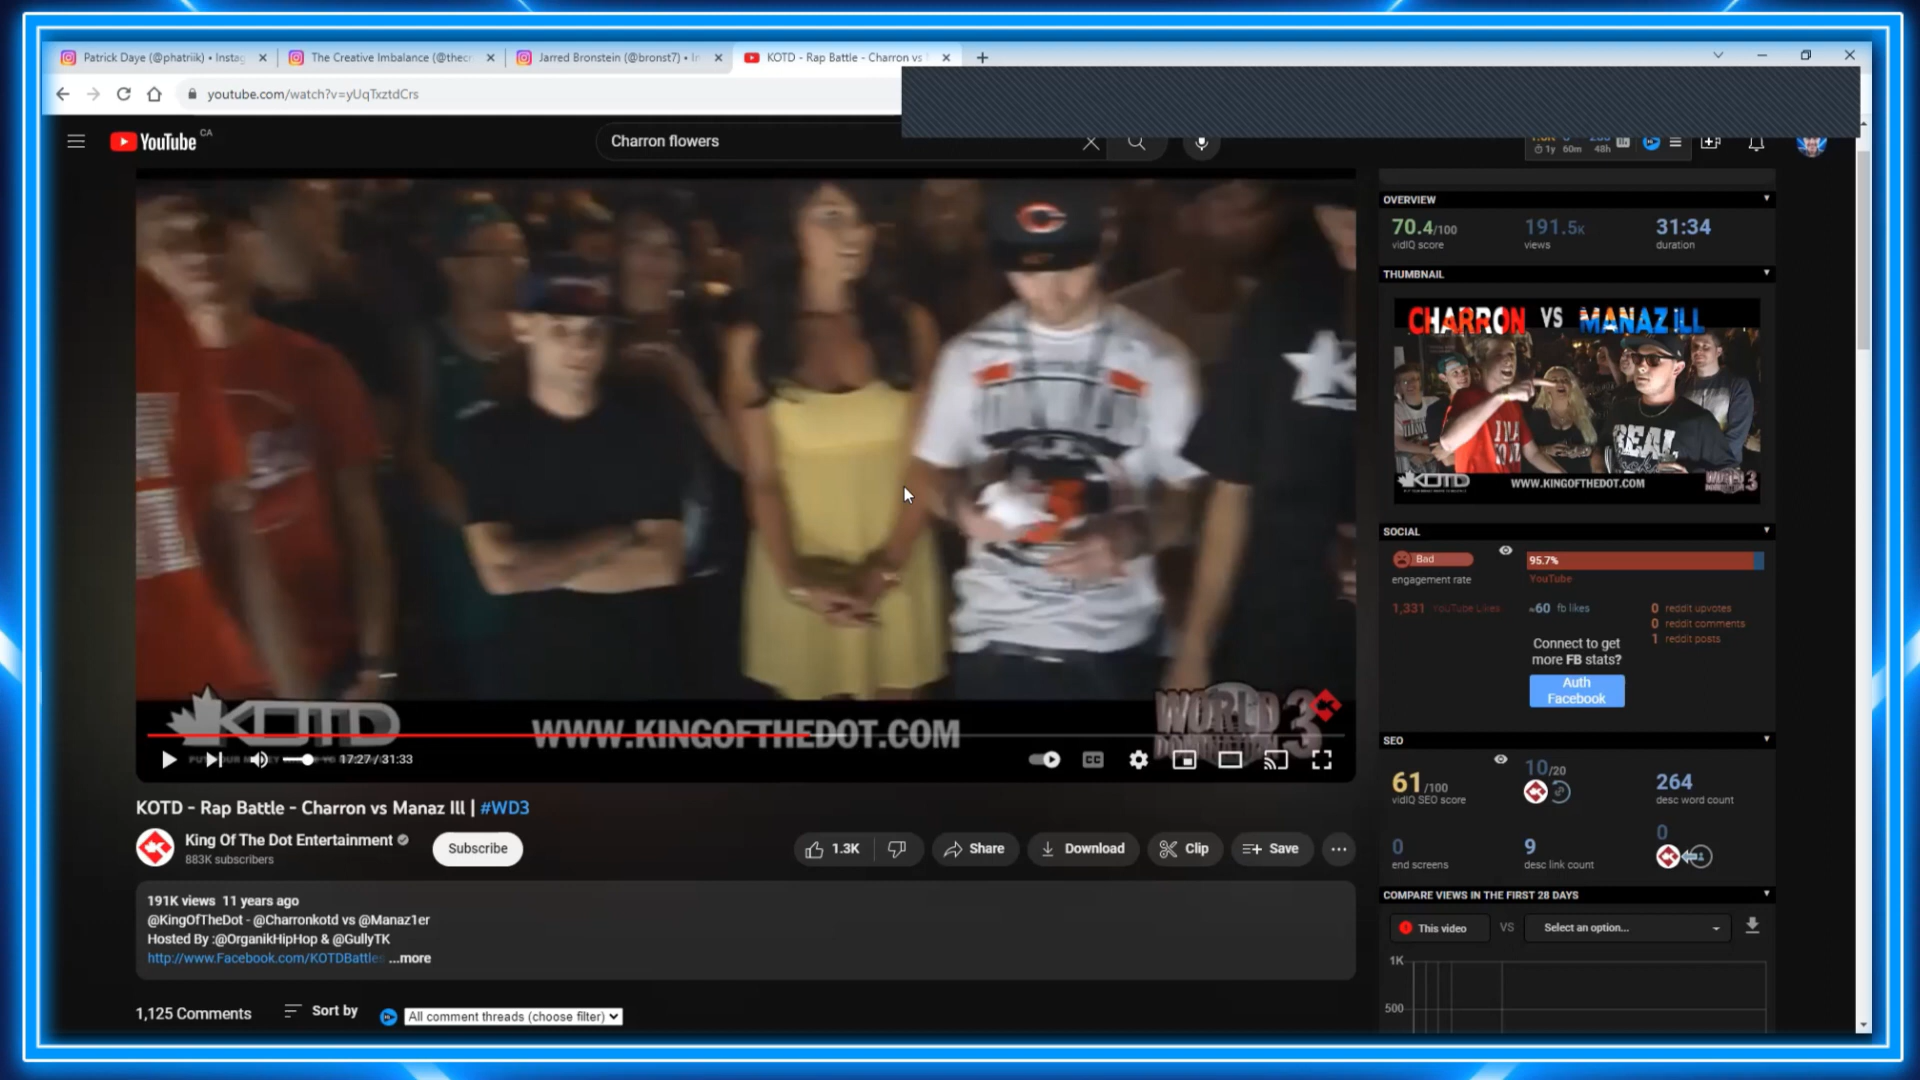 Patrick Daye (@phatriik) • Instag
The Creative Imbalance (@thecr
Jarred Bronstein (@bronst7) • In
KOTD - Rap Battle - Charron vs
youtube.com/watch?v=yUqTxztdCrs
YouTube CA
Charron flowers
1y 60m 48h
OVERVIEW
70.4/100 191.5K 31:34
vidIQ score views duration
THUMBNAIL
CHARRON VS MANAZ ILL
REAL
KOTD WWW.KINGOFTHEDOT.COM WORLD 3
SOCIAL
Bad 95.7%
engagement rate YouTube
1,331 YouTube Likes ≈60 fb likes 0 reddit upvotes
0 reddit comments
1 reddit posts
Connect to get
more FB stats?
Auth
Facebook
C
KOTD WWW.KINGOFTHEDOT.COM WORLD 3
17:27 / 31:33
CC
SEO
61/100 10/20 264
vidIQ SEO score desc word count
0 9 0
end screens desc link count
COMPARE VIEWS IN THE FIRST 28 DAYS
This video VS Select an option...
1K
500
KOTD - Rap Battle - Charron vs Manaz Ill | #WD3
King Of The Dot Entertainment
883K subscribers
Subscribe
1.3K Share Download Clip Save
191K views 11 years ago
@KingOfTheDot - @Charronkotd vs @Manaz1er
Hosted By :@OrganikHipHop & @GullyTK
http://www.Facebook.com/KOTDBattles ...more
1,125 Comments Sort by All comment threads (choose filter)